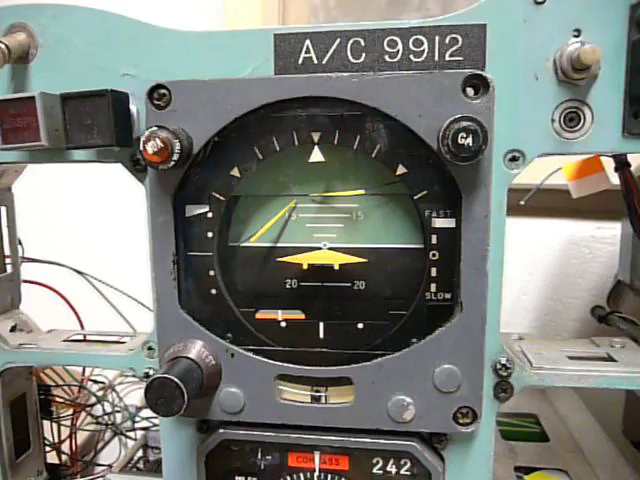 A/C 9912
GA
15 15
FAST
20 20
SLOW
COMPASS
242